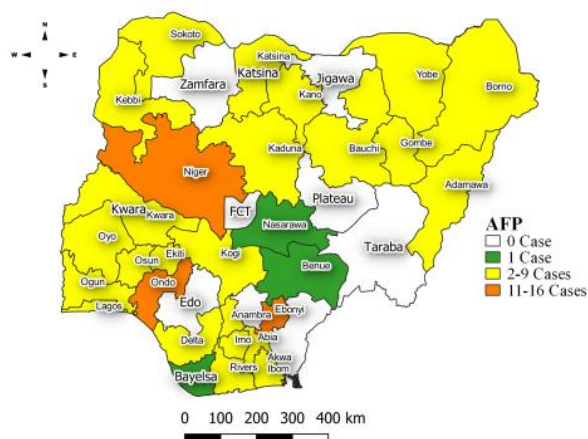 N
W E
S
Sokoto
Katsina
Zamfara
Katsina
Jigawa
Yobe
Borno
Kebbi
Kano
Kaduna
Bauchi
Gombe
Niger
Adamawa
Plateau
FCT
Kwara
Kwara
Nasarawa
Taraba
Oyo
Osun
Ekiti
Kogi
Benue
Ogun
Ondo
Lagos
Edo
Anambra
Ebonyi
Delta
Imo
Abia
Bayelsa
Rivers
Akwa
Ibom
AFP
0 Case
1 Case
2-9 Cases
11-16 Cases
0 100 200 300 400 km